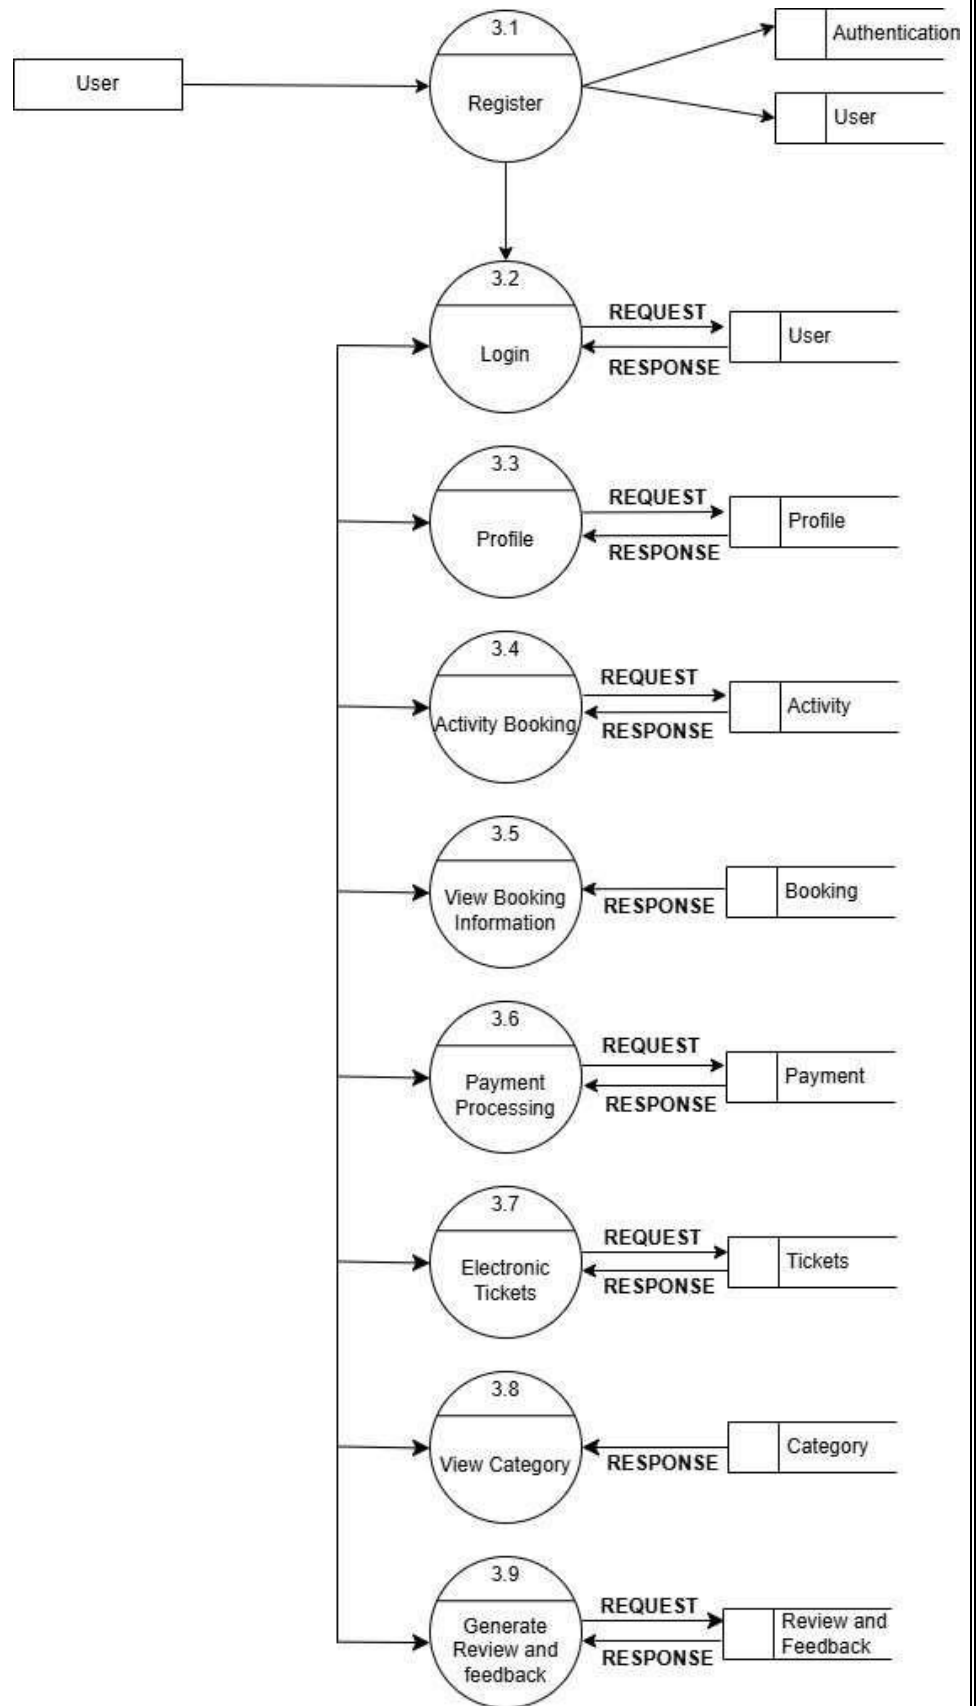 3.1
Register
User
Authentication
User
3.2
Login
REQUEST
RESPONSE
User
3.3
Profile
REQUEST
RESPONSE
Profile
3.4
Activity Booking
REQUEST
RESPONSE
Activity
3.5
View Booking
Information
RESPONSE
Booking
3.6
Payment
Processing
REQUEST
RESPONSE
Payment
3.7
Electronic
Tickets
REQUEST
RESPONSE
Tickets
3.8
View Category
RESPONSE
Category
3.9
Generate
Review and
feedback
REQUEST
RESPONSE
Review and
Feedback